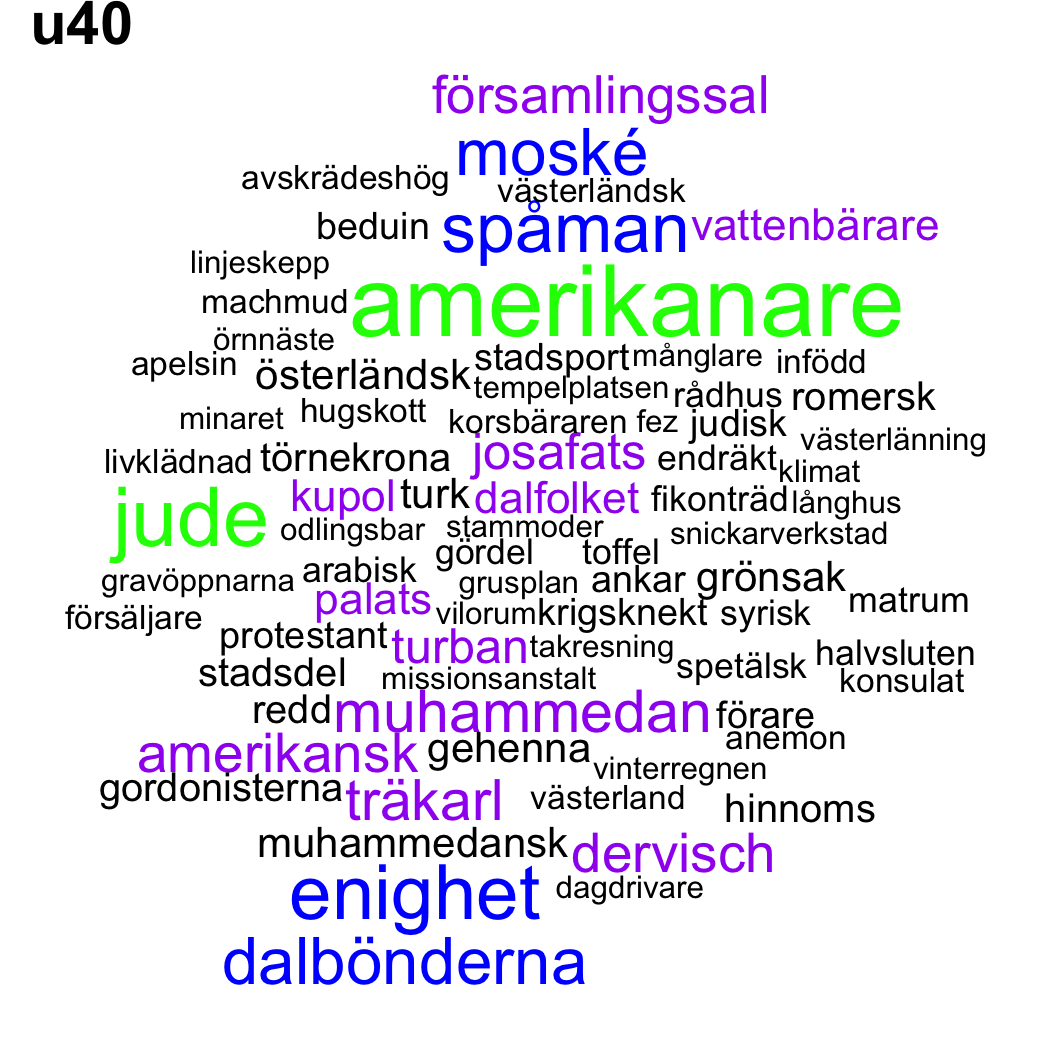 u40
församlingssal
moské
avskrädeshög västerländsk
beduin spåman vattenbärare
linjeskepp
machmud amerikanare
örnnäste
apelsin österländsk stadsport månglare infödd
tempelplatsen rådhus romersk
minaret hugskott korsbäraren fez judisk västerlänning
livklädnad törnekrona josafats endräkt klimat
jude kupol turk dalfolket fikonträd långhus
odlingsbar stammoder snickarverkstad
gördel toffel
gravöppnarna arabisk grusplan ankar grönsak
försäljare palats vilorum krigsknekt syrisk matrum
protestant turban takresning spetälsk halvsluten
stadsdel missionsanstalt konsulat
redd muhammedan förare
amerikansk gehenna anemon
vinterregnen
gordonisterna träkarl västerland hinnoms
muhammedansk dervisch
enighet dagdrivare
dalbönderna